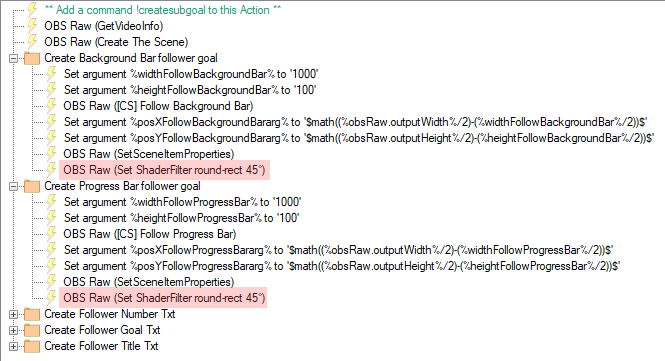 ** Add a command !createsubgoal to this Action **
OBS Raw (GetVideoInfo)
OBS Raw (Create The Scene)
Create Background Bar follower goal
Set argument %widthFollowBackgroundBar% to '1000'
Set argument %heightFollowBackgroundBar% to '100'
OBS Raw ([CS] Follow Background Bar)
Set argument %posXFollowBackgroundBararg% to '$math((%obsRaw.outputWidth%/2)-(%widthFollowBackgroundBar%/2))$'
Set argument %posYFollowBackgroundBararg% to '$math((%obsRaw.outputHeight%/2)-(%heightFollowBackgroundBar%/2))$'
OBS Raw (SetSceneItemProperties)
OBS Raw (Set ShaderFilter round-rect 45°)
Create Progress Bar follower goal
Set argument %widthFollowProgressBar% to '1000'
Set argument %heightFollowProgressBar% to '100'
OBS Raw ([CS] Follow Progress Bar)
Set argument %posXFollowProgressBararg% to '$math((%obsRaw.outputWidth%/2)-(%widthFollowProgressBar%/2))$'
Set argument %posYFollowProgressBararg% to '$math((%obsRaw.outputHeight%/2)-(%heightFollowProgressBar%/2))$'
OBS Raw (SetSceneItemProperties)
OBS Raw (Set ShaderFilter round-rect 45°)
Create Follower Number Txt
Create Follower Goal Txt
Create Follower Title Txt